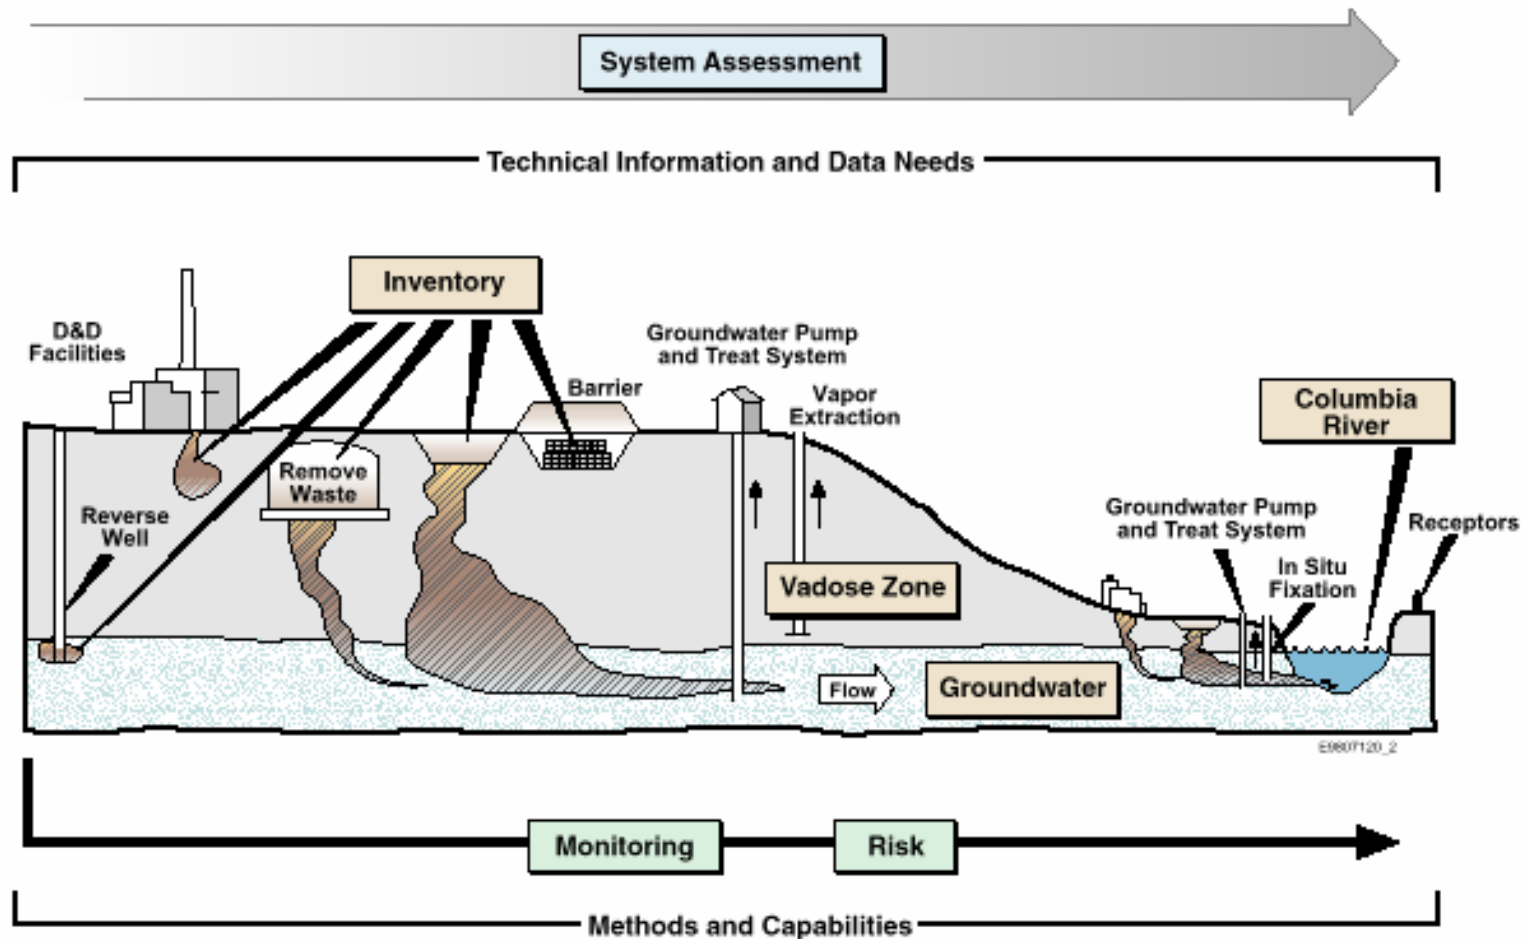 System Assessment
Technical Information and Data Needs
Inventory
D&D
Facilities
Groundwater Pump
and Treat System
Barrier
Vapor
Extraction
Columbia
River
Remove
Waste
Reverse
Well
Groundwater Pump
and Treat System
Receptors
In Situ
Fixation
Vadose Zone
Flow
Groundwater
E9807120_2
Monitoring
Risk
Methods and Capabilities